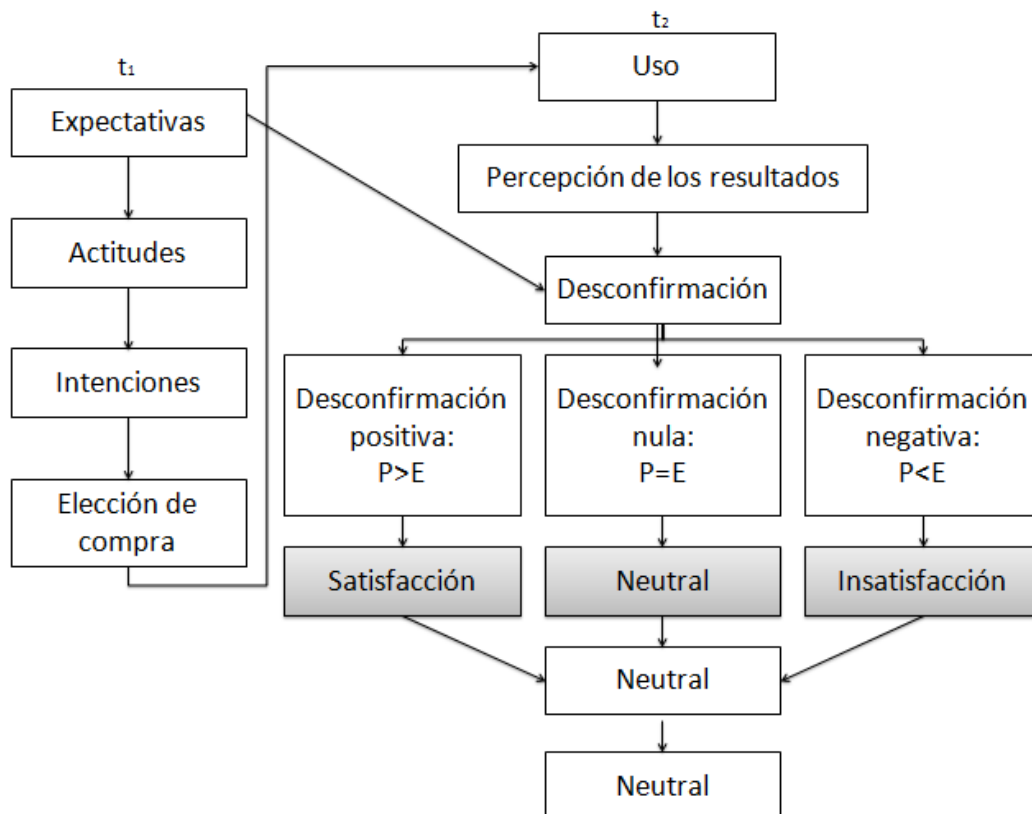 t₁
Expectativas
Actitudes
Intenciones
Elección de
compra
t₂
Uso
Percepción de los resultados
Desconfirmación
Desconfirmación
positiva:
P>E
Desconfirmación
nula:
P=E
Desconfirmación
negativa:
P<E
Satisfacción
Neutral
Insatisfacción
Neutral
Neutral